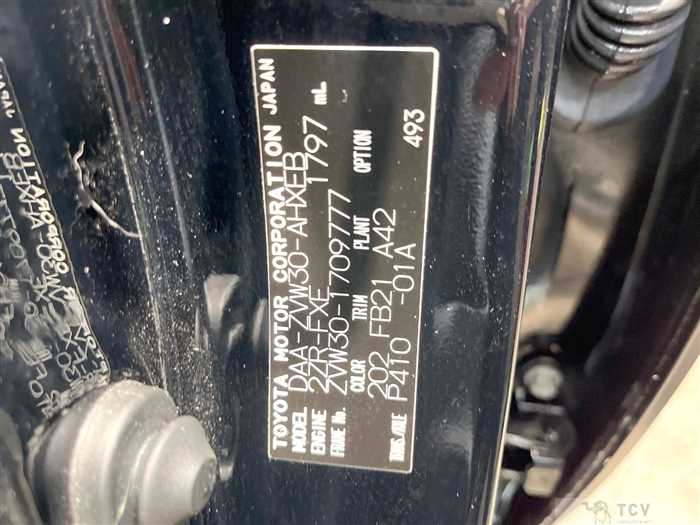 TOYOTA MOTOR CORPORATION JAPAN
MODEL DAA-ZVW30-AHXEB
ENGINE 2ZR-FXE 1797 mL
FRAME No. ZVW30-1709777
COLOR TRIM PLANT OPTION
202 FB21 A42 493
TRANS./AXLE P410 -01A
TCV